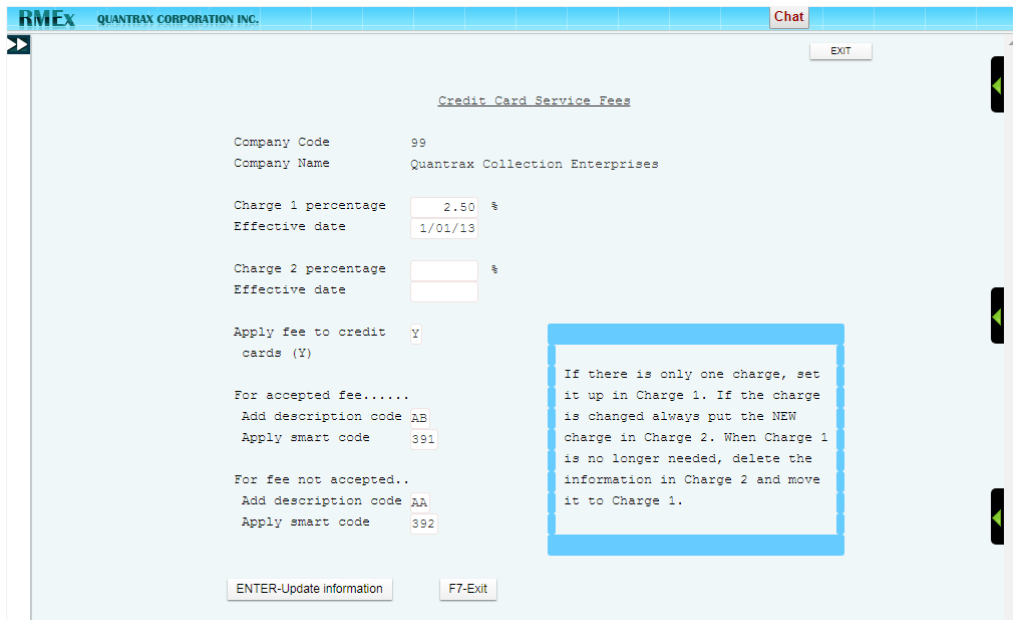 RMEx QUANTRAX CORPORATION INC. Chat
EXIT
Credit Card Service Fees
Company Code 99
Company Name Quantrax Collection Enterprises
Charge 1 percentage 2.50 %
Effective date 1/01/13
Charge 2 percentage %
Effective date
Apply fee to credit Y
cards (Y)
For accepted fee......
Add description code AB
Apply smart code 391
For fee not accepted..
Add description code AA
Apply smart code 392
If there is only one charge, set
it up in Charge 1. If the charge
is changed always put the NEW
charge in Charge 2. When Charge 1
is no longer needed, delete the
information in Charge 2 and move
it to Charge 1.
ENTER-Update information F7-Exit